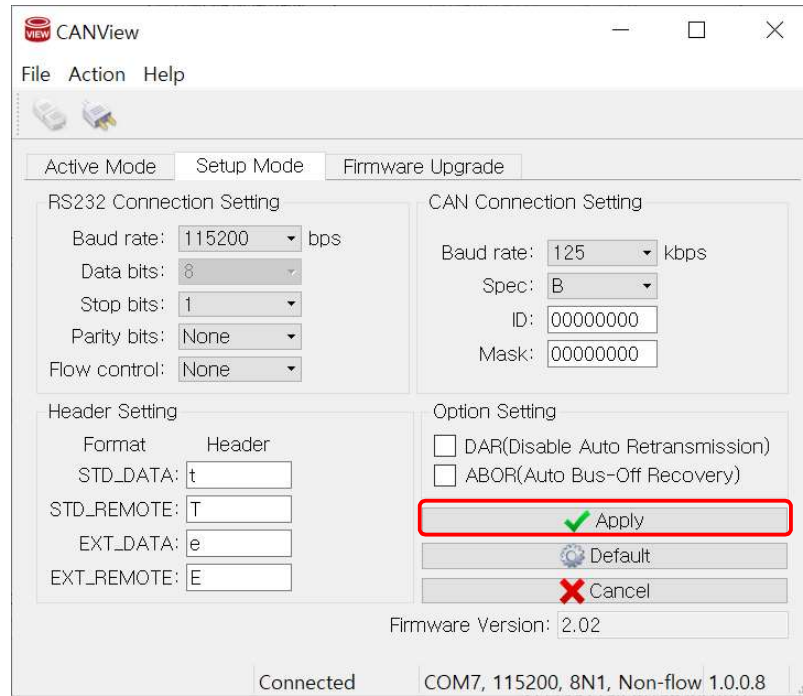 VIEW CANView
File Action Help
Active Mode Setup Mode Firmware Upgrade
RS232 Connection Setting
Baud rate: 115200 bps
Data bits: 8
Stop bits: 1
Parity bits: None
Flow control: None
CAN Connection Setting
Baud rate: 125 kbps
Spec: B
ID: 00000000
Mask: 00000000
Header Setting
Format Header
STD_DATA: t
STD_REMOTE: T
EXT_DATA: e
EXT_REMOTE: E
Option Setting
DAR(Disable Auto Retransmission)
ABOR(Auto Bus-Off Recovery)
Apply
Default
Cancel
Firmware Version: 2.02
Connected COM7, 115200, 8N1, Non-flow 1.0.0.8